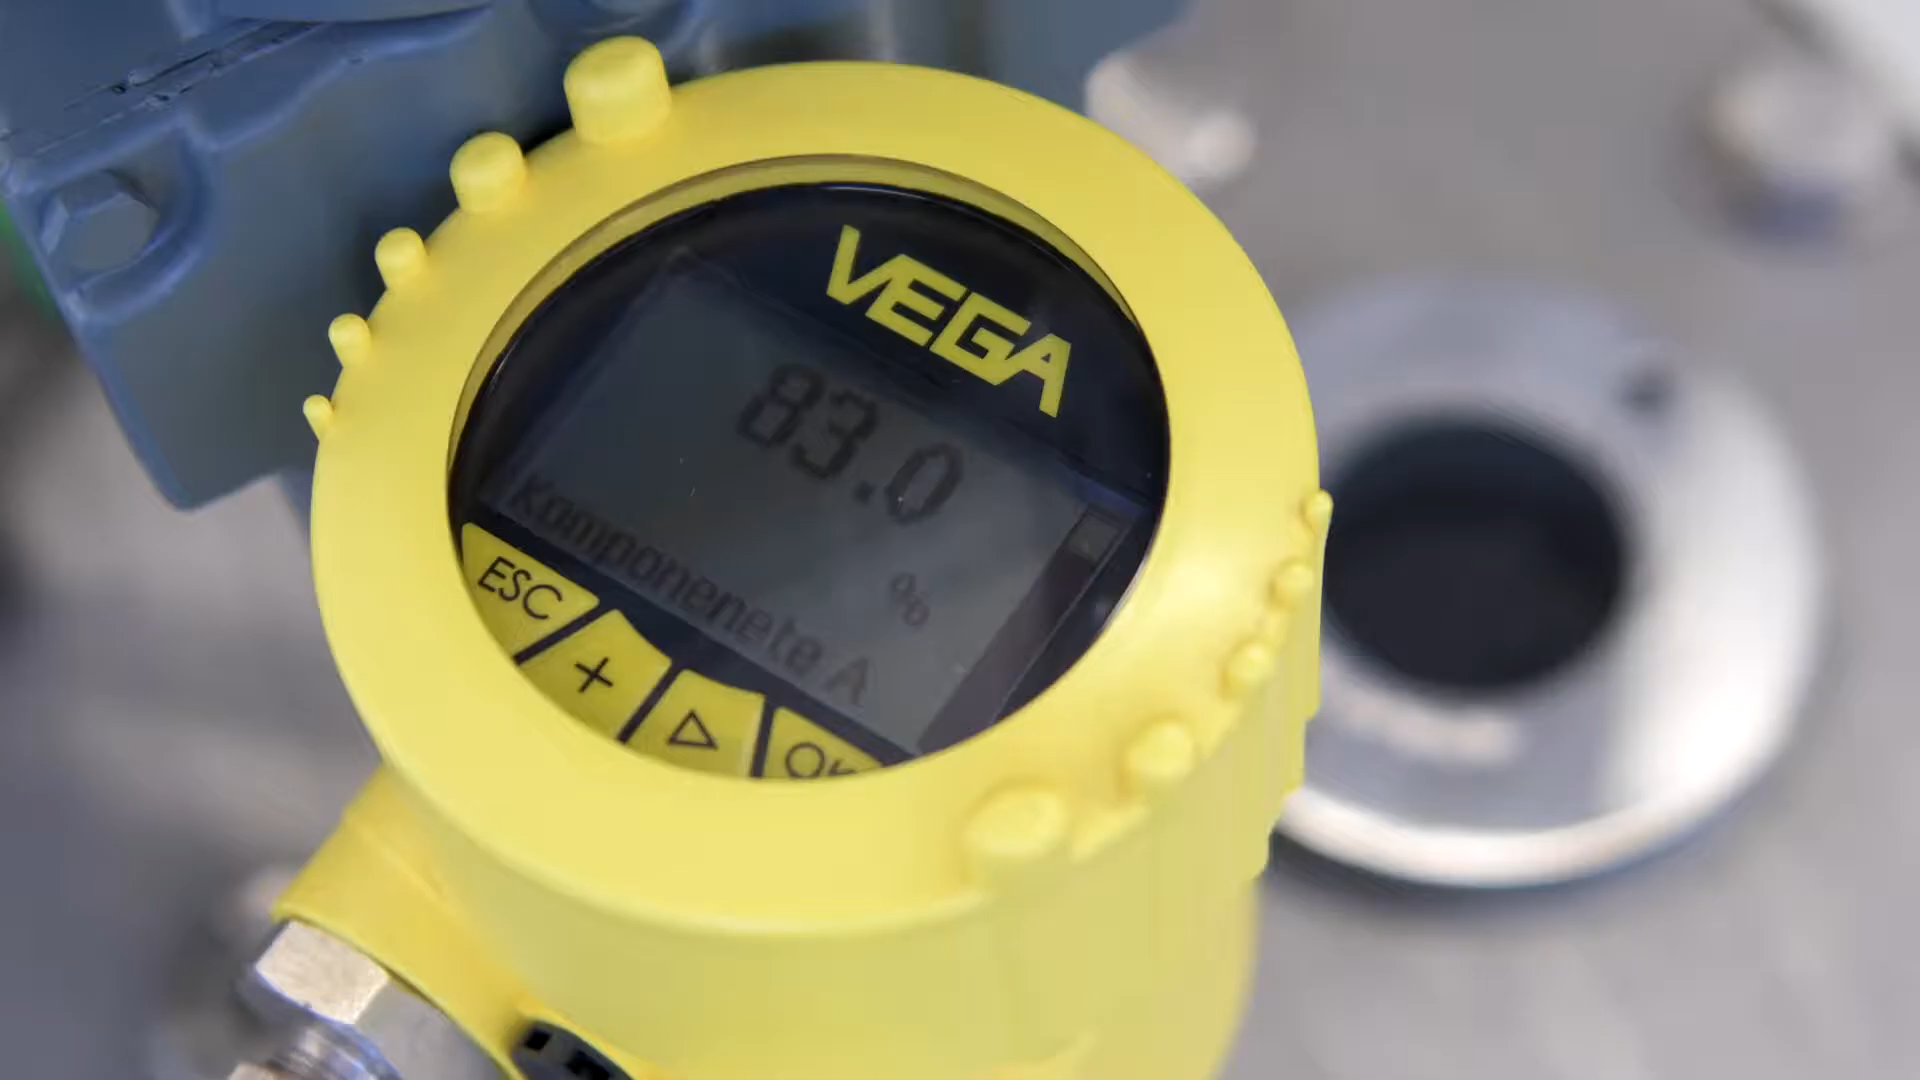 VEGA
83.0
%
Komponenete A
ESC
+
△
OK